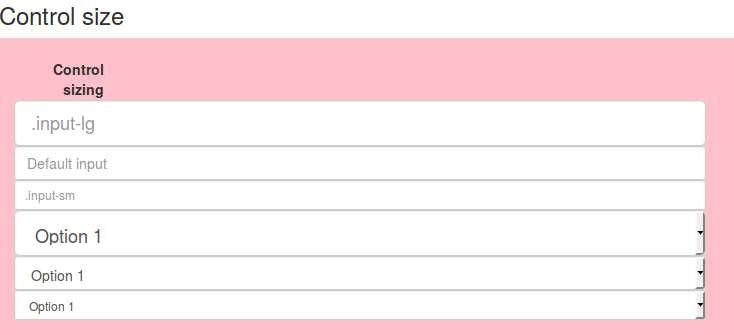 Control size
Control
sizing
.input-lg
Default input
.input-sm
Option 1
Option 1
Option 1